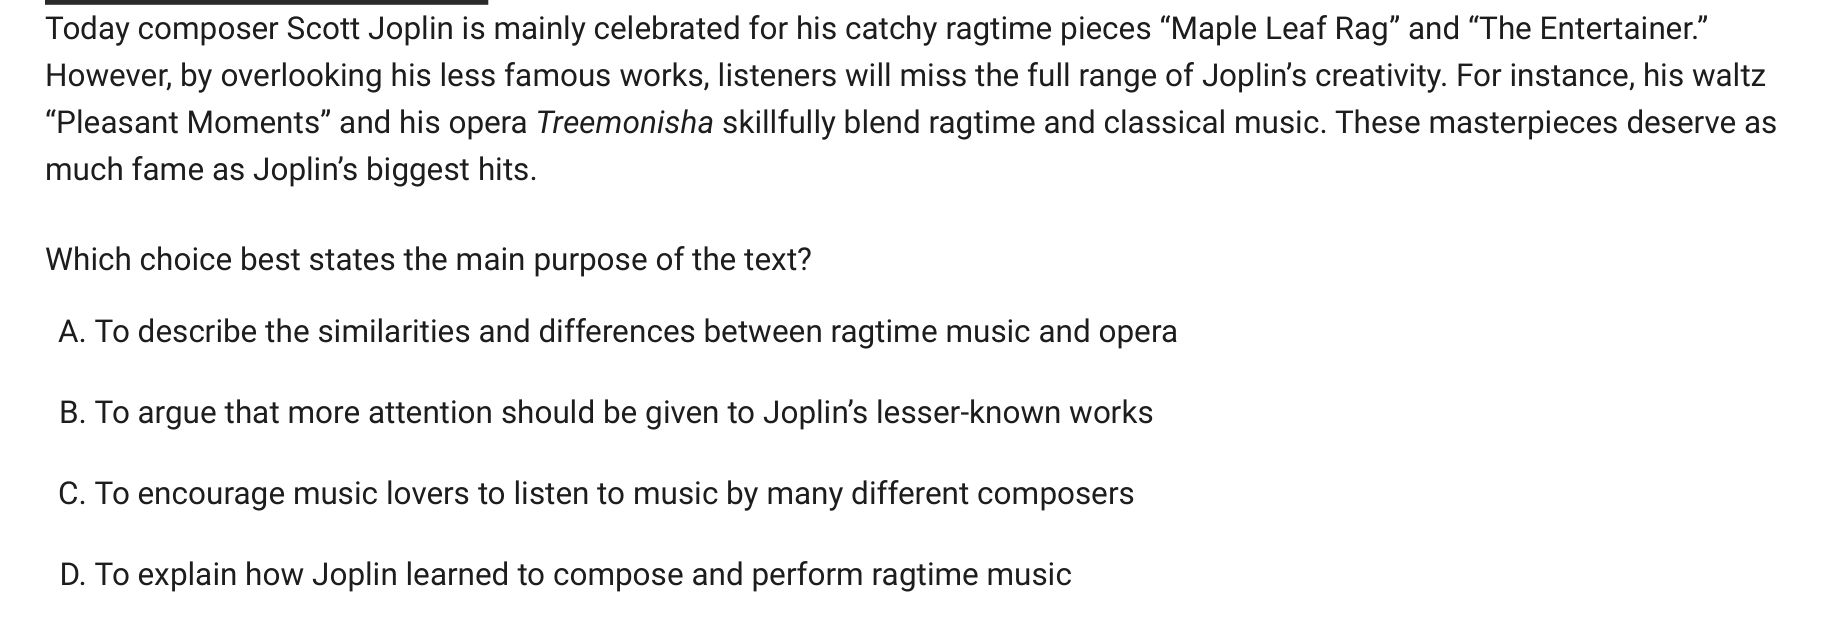 Today composer Scott Joplin is mainly celebrated for his catchy ragtime pieces “Maple Leaf Rag” and “The Entertainer.”
However, by overlooking his less famous works, listeners will miss the full range of Joplin’s creativity. For instance, his waltz
“Pleasant Moments” and his opera Treemonisha skillfully blend ragtime and classical music. These masterpieces deserve as
much fame as Joplin’s biggest hits.
Which choice best states the main purpose of the text?
A. To describe the similarities and differences between ragtime music and opera
B. To argue that more attention should be given to Joplin’s lesser-known works
C. To encourage music lovers to listen to music by many different composers
D. To explain how Joplin learned to compose and perform ragtime music